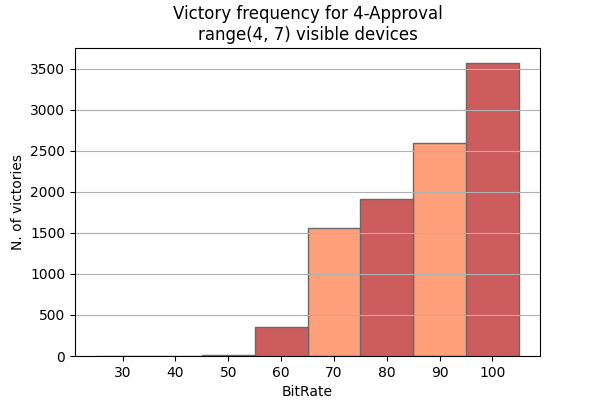 Victory frequency for 4-Approval
range(4, 7) visible devices
N. of victories
3500
3000
2500
2000
1500
1000
500
0
30 40 50 60 70 80 90 100
BitRate